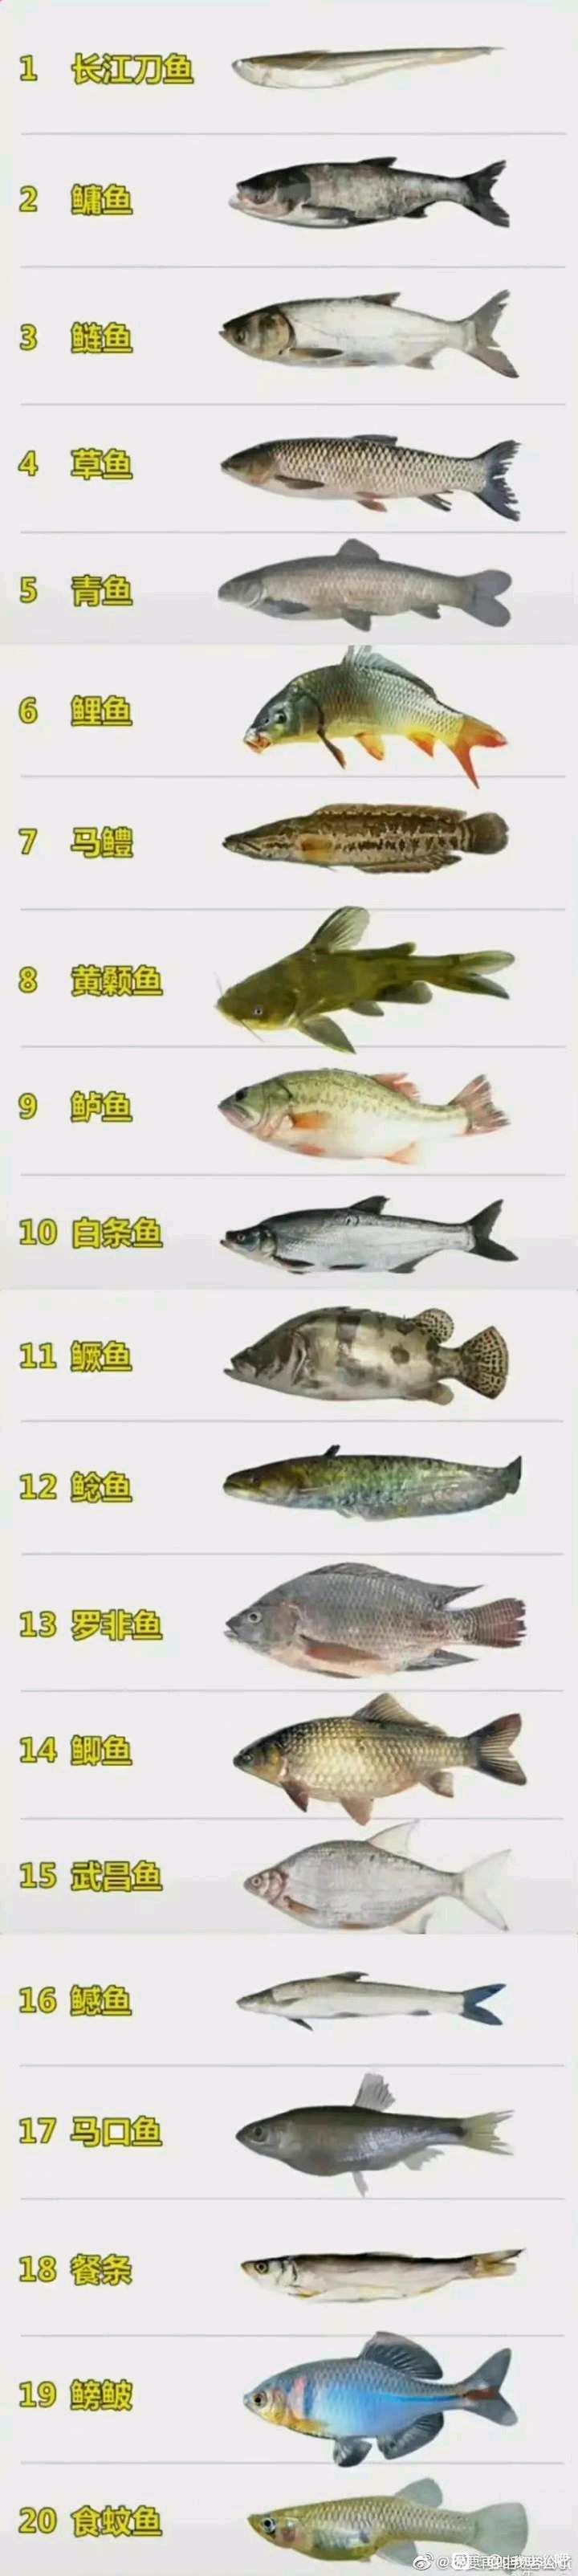 1 长江刀鱼
2 鳙鱼
3 鲢鱼
4 草鱼
5 青鱼
6 鲤鱼
7 马鳢
8 黄颡鱼
9 鲈鱼
10 白条鱼
11 鳜鱼
12 鲶鱼
13 罗非鱼
14 鲫鱼
15 武昌鱼
16 鳡鱼
17 马口鱼
18 餐条
19 鳑鲏
20 食蚊鱼